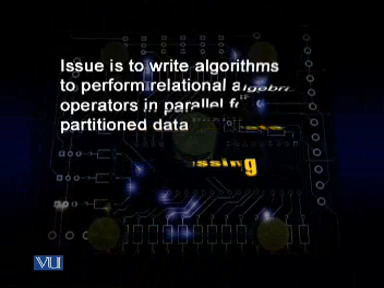 Issue is to write algorithms
to perform relational
operators in parallel
partitioned data
VU